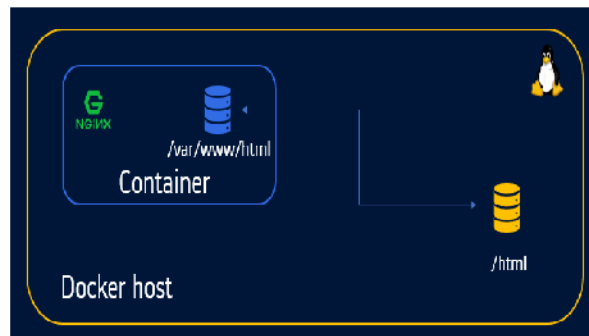 NGINX
/var/www/html
Container
/html
Docker host